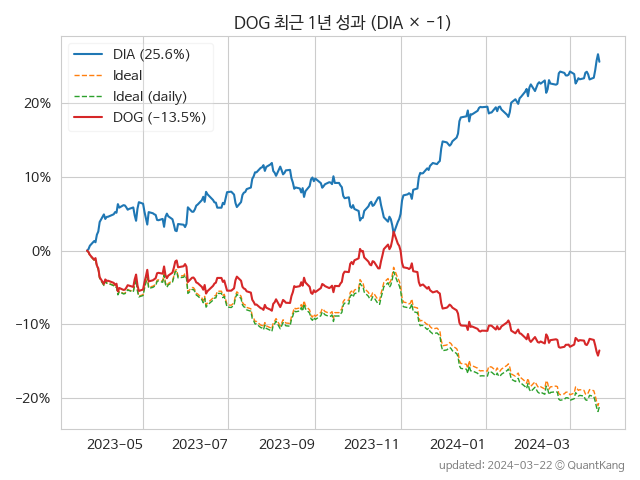 DOG 최근 1년 성과 (DIA × -1)
DIA (25.6%)
Ideal
Ideal (daily)
DOG (-13.5%)
20%
10%
0%
-10%
-20%
2023-05 2023-07 2023-09 2023-11 2024-01 2024-03
updated: 2024-03-22 © QuantKang